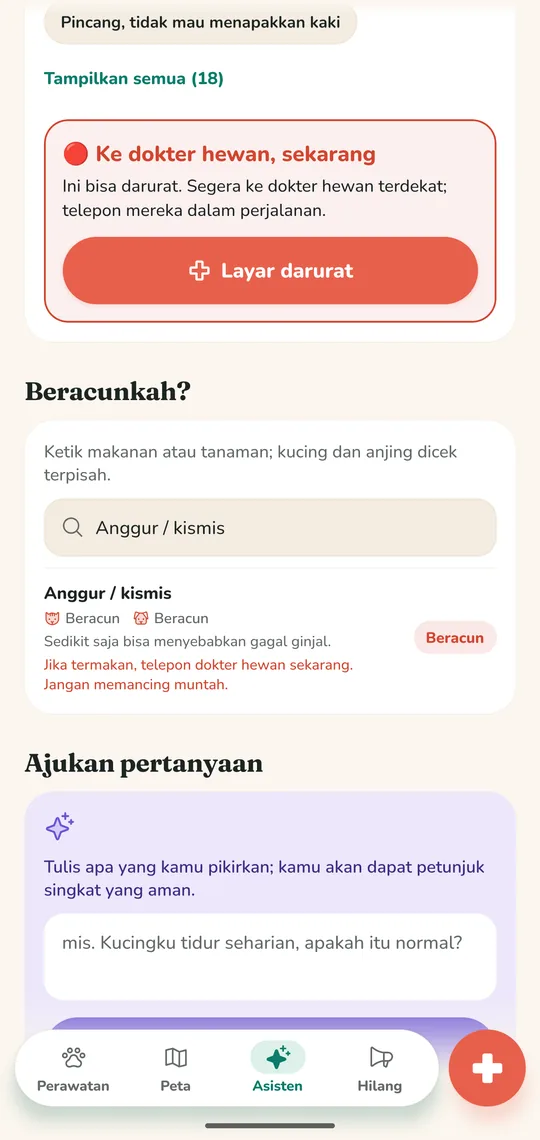 Pincang, tidak mau menapakkan kaki
Tampilkan semua (18)
Ke dokter hewan, sekarang
Ini bisa darurat. Segera ke dokter hewan terdekat;
telepon mereka dalam perjalanan.
Layar darurat
Beracunkah?
Ketik makanan atau tanaman; kucing dan anjing dicek
terpisah.
Anggur / kismis
Anggur / kismis
Beracun Beracun
Sedikit saja bisa menyebabkan gagal ginjal.
Jika termakan, telepon dokter hewan sekarang.
Jangan memancing muntah.
Beracun
Ajukan pertanyaan
Tulis apa yang kamu pikirkan; kamu akan dapat petunjuk
singkat yang aman.
mis. Kucingku tidur seharian, apakah itu normal?
Perawatan Peta Asisten Hilang